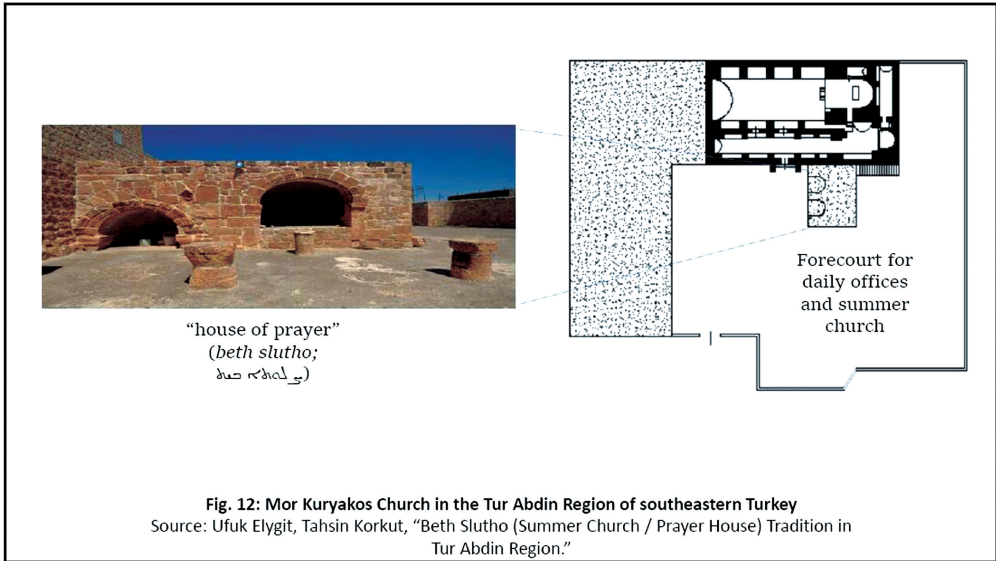 "house of prayer"
(beth slutho;
Forecourt for
daily offices
and summer
church
Fig. 12: Mor Kuryakos Church in the Tur Abdin Region of southeastern Turkey
Source: Ufuk Elygit, Tahsin Korkut, “Beth Slutho (Summer Church / Prayer House) Tradition in
Tur Abdin Region.”